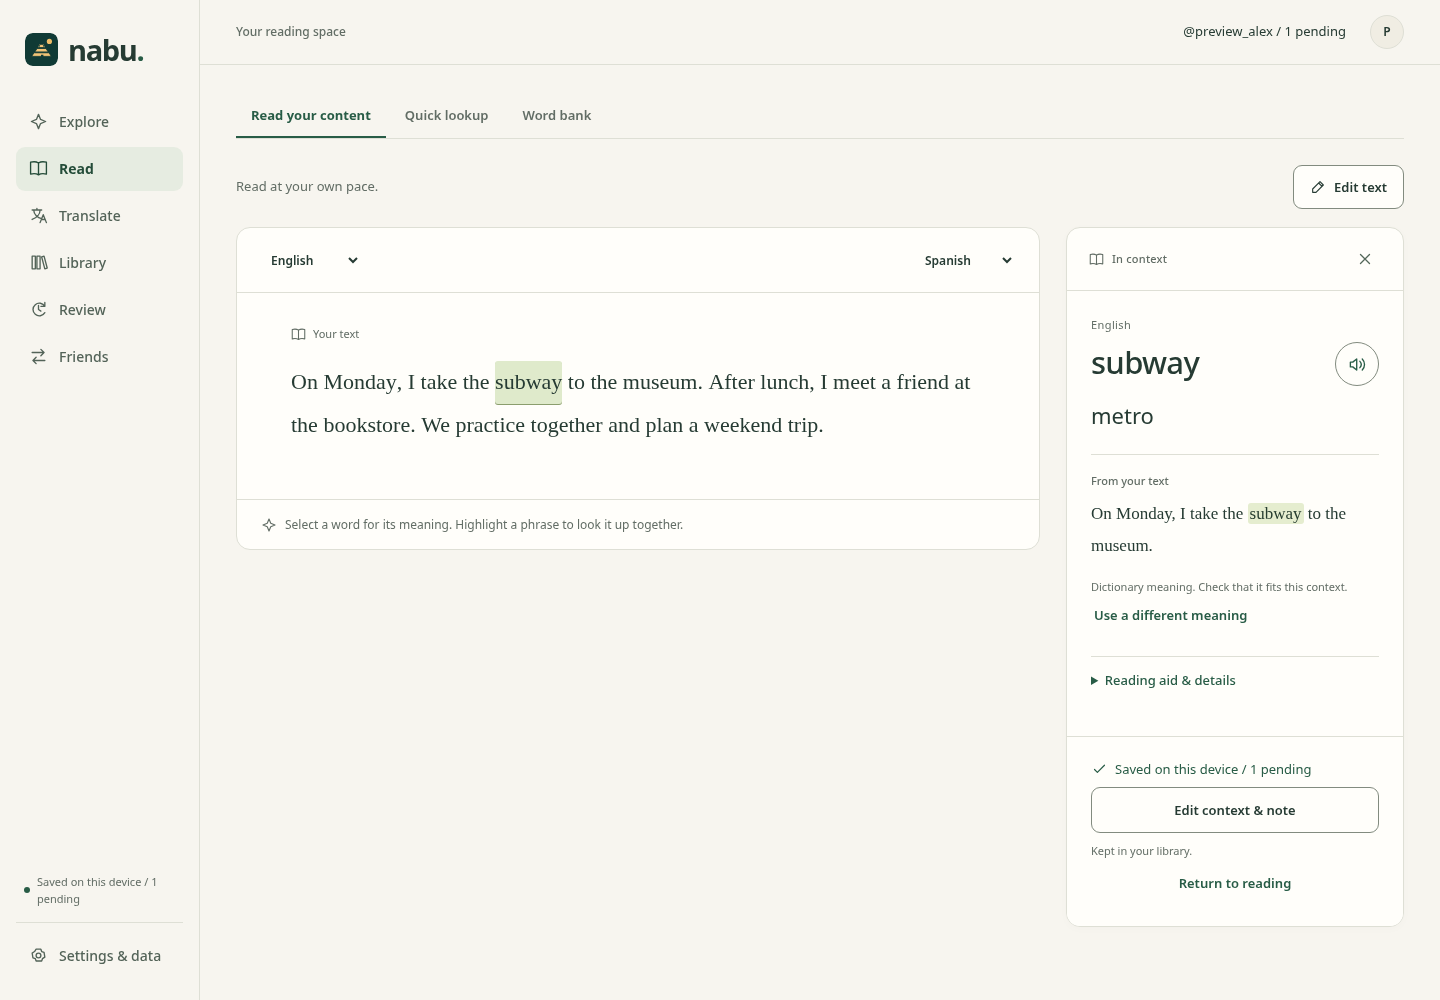 nabu.
Explore
Read
Translate
Library
Review
Friends
Saved on this device / 1
pending
Settings & data
Your reading space
@preview_alex / 1 pending
P
Read your content
Quick lookup
Word bank
Read at your own pace.
Edit text
English
Spanish
Your text
On Monday, I take the subway to the museum. After lunch, I meet a friend at
the bookstore. We practice together and plan a weekend trip.
Select a word for its meaning. Highlight a phrase to look it up together.
In context
English
subway
metro
From your text
On Monday, I take the subway to the
museum.
Dictionary meaning. Check that it fits this context.
Use a different meaning
Reading aid & details
Saved on this device / 1 pending
Edit context & note
Kept in your library.
Return to reading